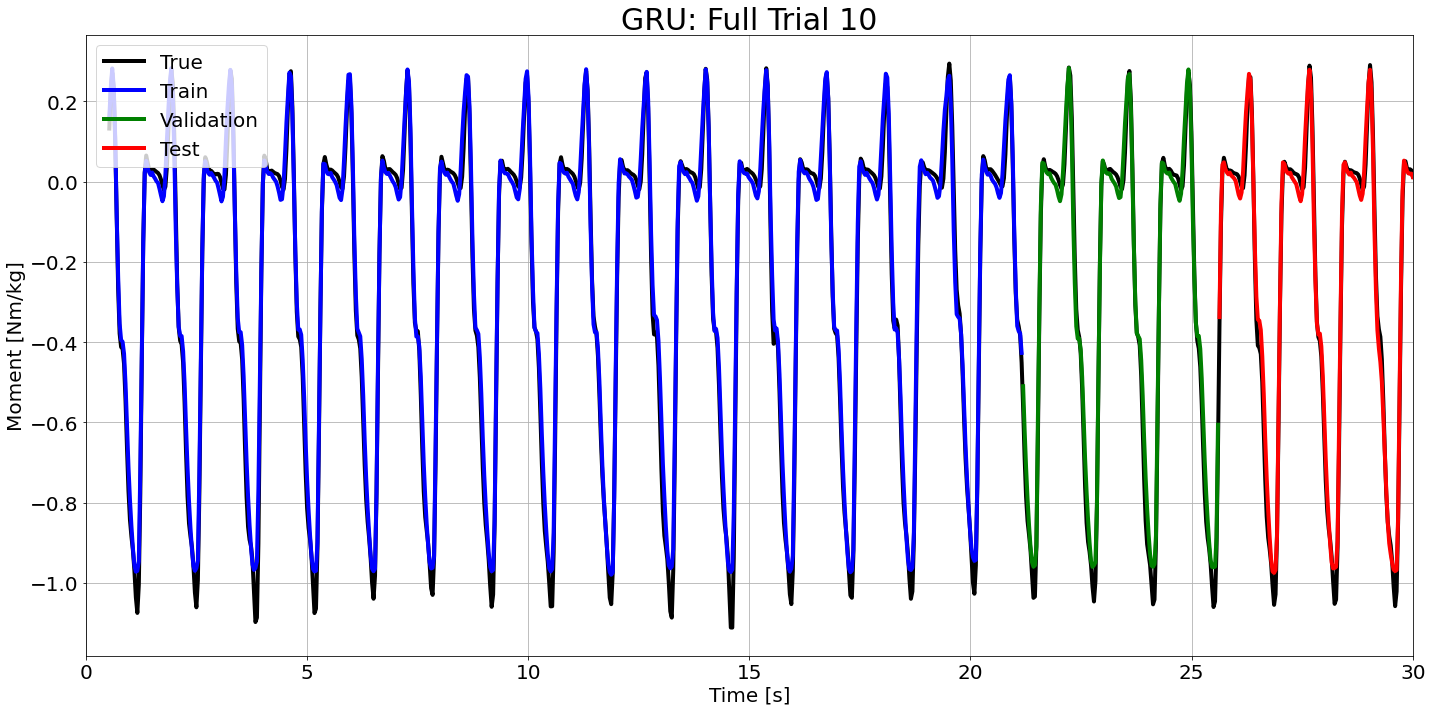 GRU: Full Trial 10
True
Train
Validation
Test
0.2
0.0
−0.2
−0.4
−0.6
−0.8
−1.0
Moment [Nm/kg]
0 5 10 15 20 25 30
Time [s]